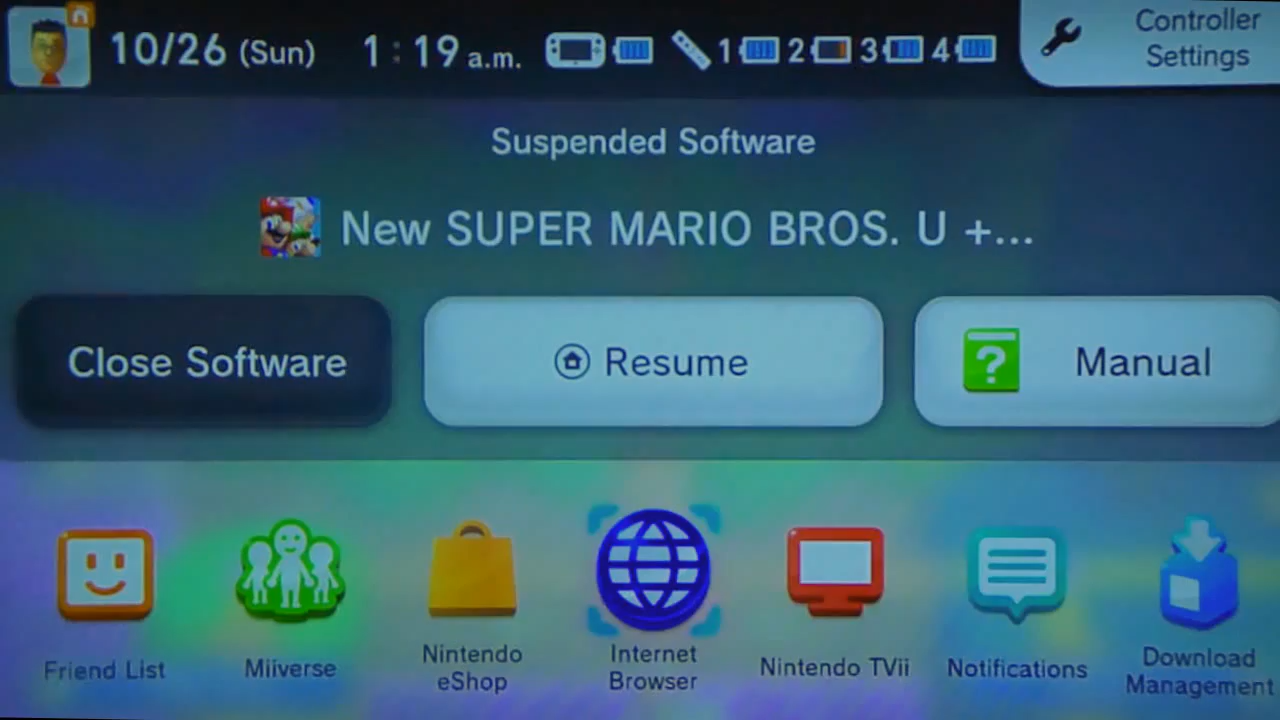 10/26 (Sun) 1:19 a.m. 1 2 3 4
Controller
Settings
Suspended Software
New SUPER MARIO BROS. U +...
Close Software
Resume
? Manual
Friend List
Miiverse
Nintendo
eShop
Internet
Browser
Nintendo TVii
Notifications
Download
Management